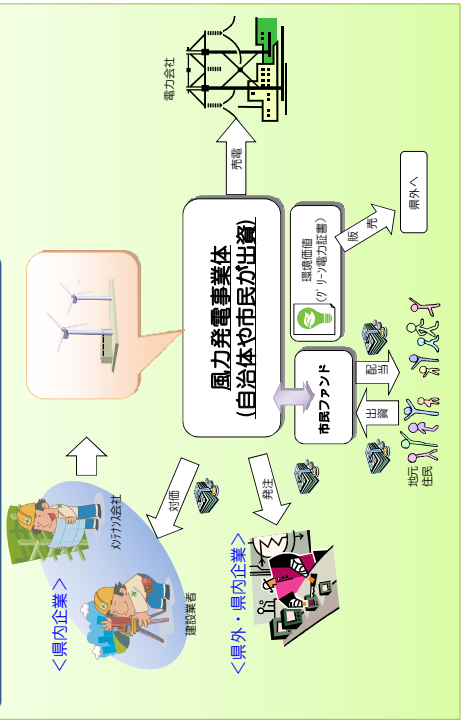 ＜県内企業＞
メンテナンス会社
建設業者
対価
＜県外・県内企業＞
発注
風力発電事業体
(自治体や市民が出資)
売電
電力会社
環境価値
(グリーン電力証書)
販売
県外へ
市民ファンド
出資
配当
地元
住民